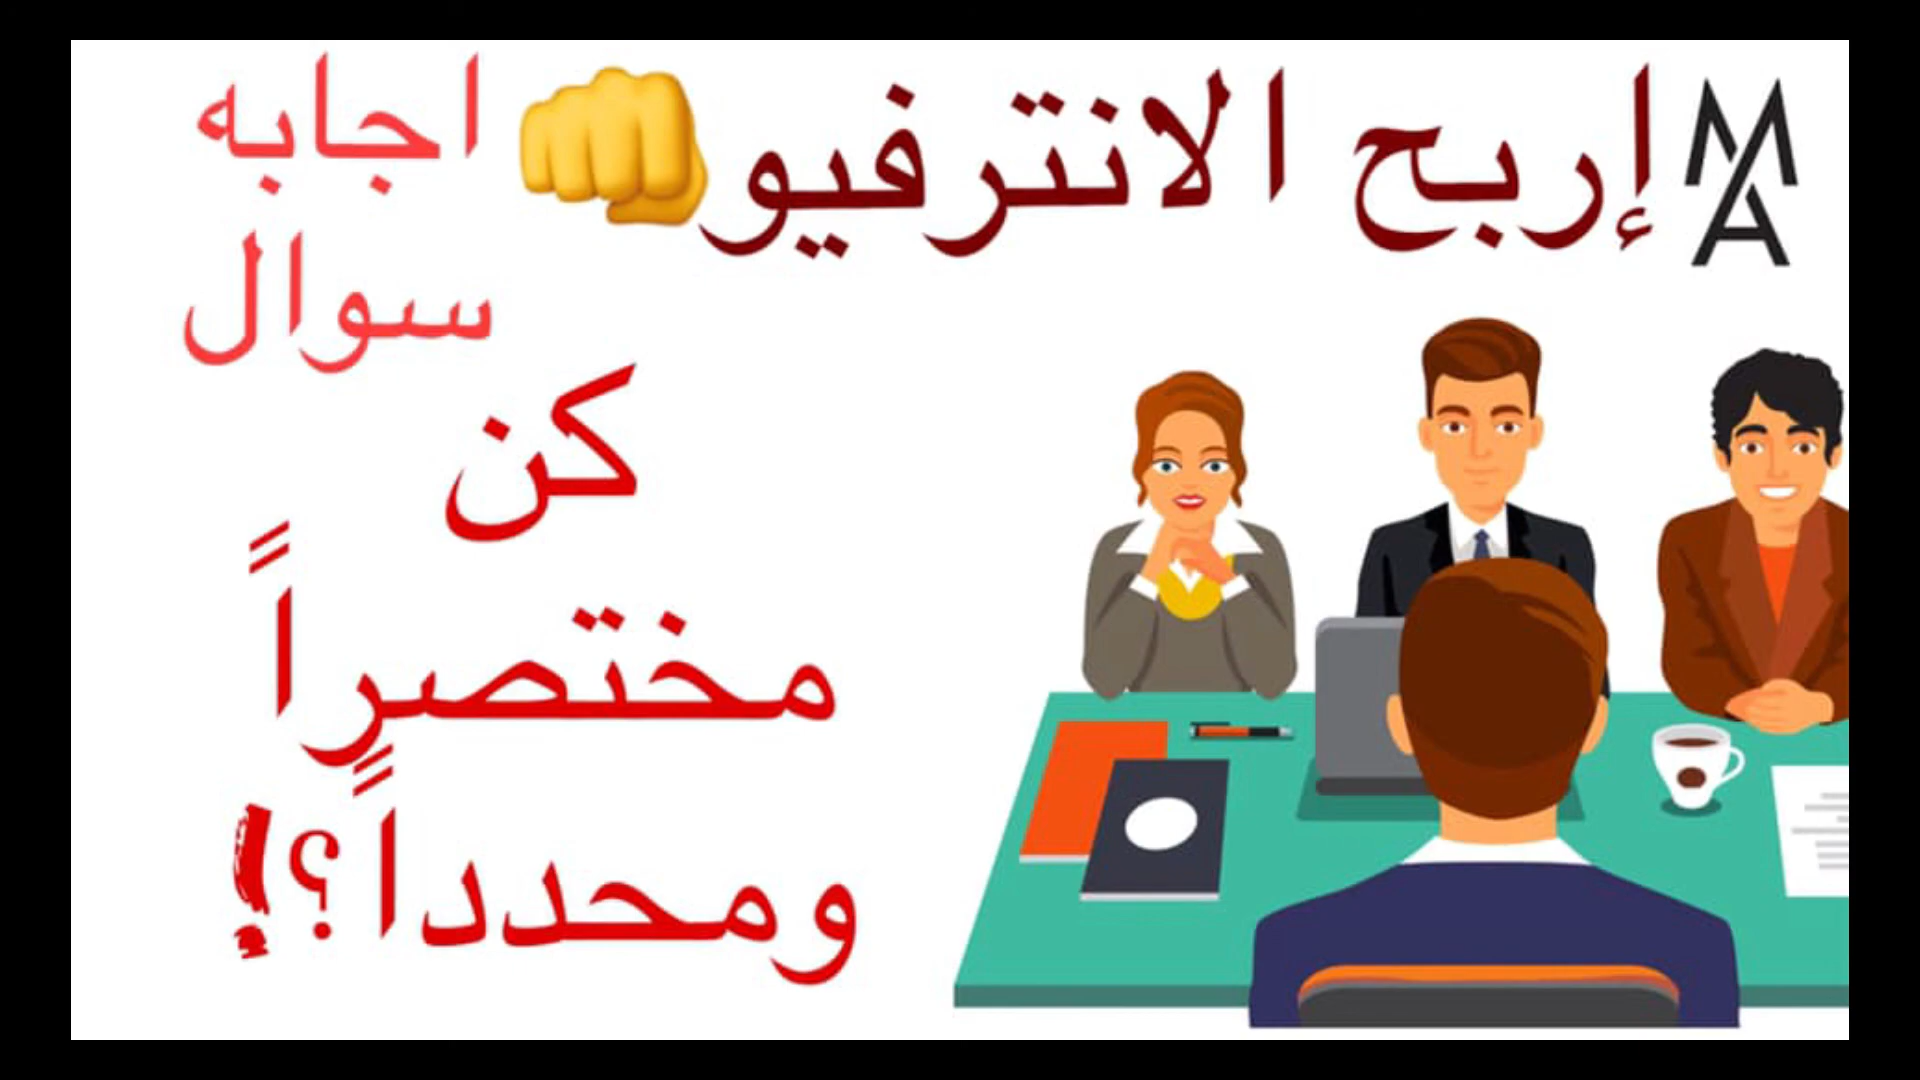 MA
إربح الانترفيو👊
اجابه
سوال
كن
مختصراً
ومحدداً؟!